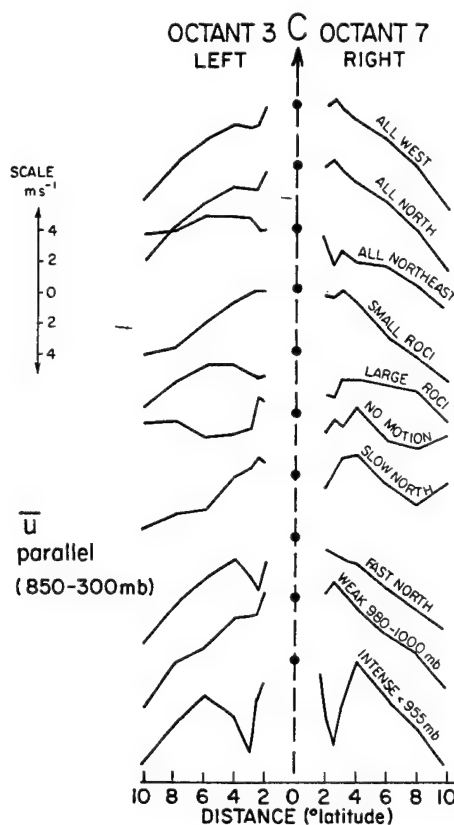 OCTANT 3 C OCTANT 7
LEFT RIGHT
SCALE
m s⁻¹
4
2
0
2
4
ALL WEST
ALL NORTH
ALL NORTHEAST
SMALL ROCI
LARGE ROCI
NO MOTION
SLOW NORTH
FAST NORTH
WEAK 980-1000 mb
INTENSE < 955 mb
u̅
parallel
(850-300mb)
10 8 6 4 2 0 2 4 6 8 10
DISTANCE (°latitude)